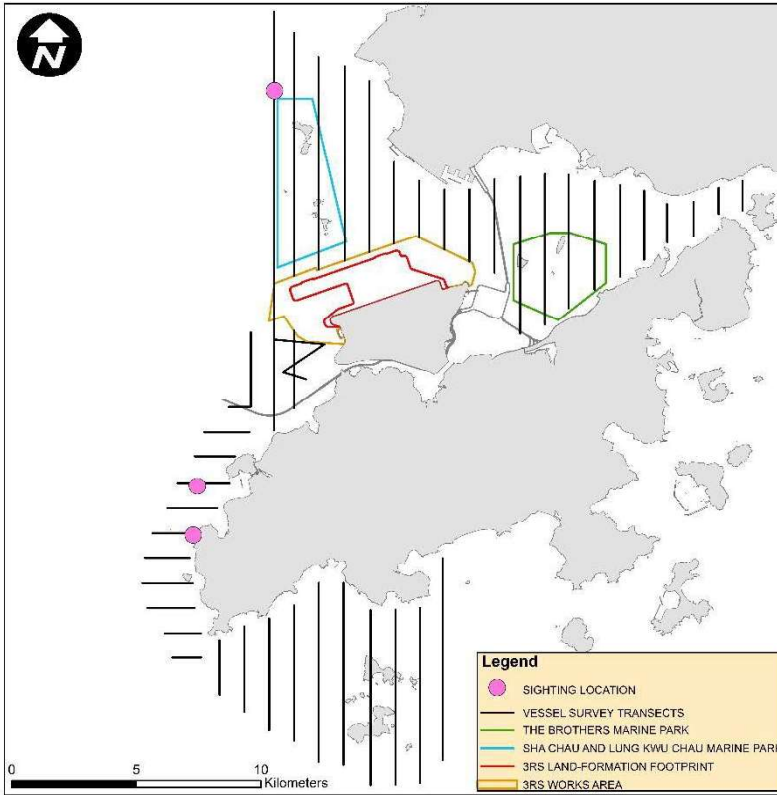 N
Legend
SIGHTING LOCATION
VESSEL SURVEY TRANSECTS
THE BROTHERS MARINE PARK
SHA CHAU AND LUNG KWU CHAU MARINE PARK
3RS LAND-FORMATION FOOTPRINT
3RS WORKS AREA
0 5 10
Kilometers